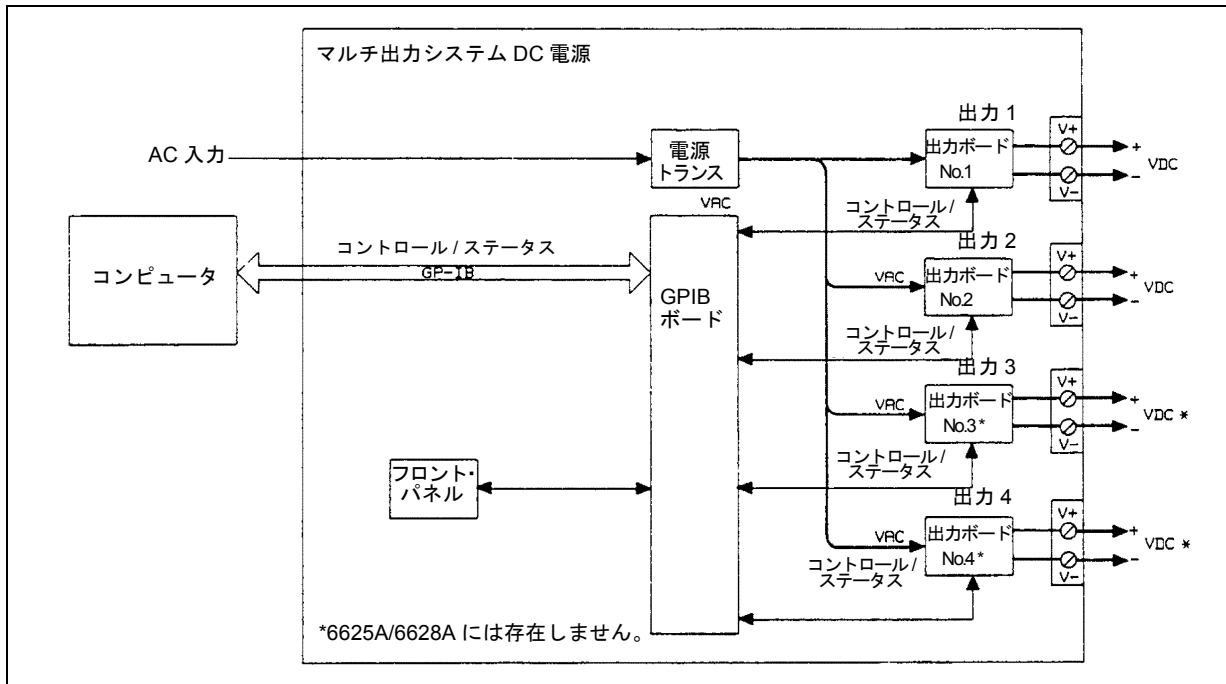 マルチ出力システム DC 電源
出力 1
AC 入力
電源
トランス
出力ボード
No.1
V+
V-
+
-
VDC
VAC
コントロール /
ステータス
コンピュータ
コントロール / ステータス
GP-IB
GPIB
ボード
出力 2
VAC
出力ボード
No.2
V+
V-
+
-
VDC
コントロール /
ステータス
出力 3
VAC
出力ボード
No.3*
V+
V-
+
-
VDC *
コントロール /
ステータス
フロント・
パネル
出力 4
VAC
出力ボード
No.4*
V+
V-
+
-
VDC *
コントロール /
ステータス
*6625A/6628A には存在しません。